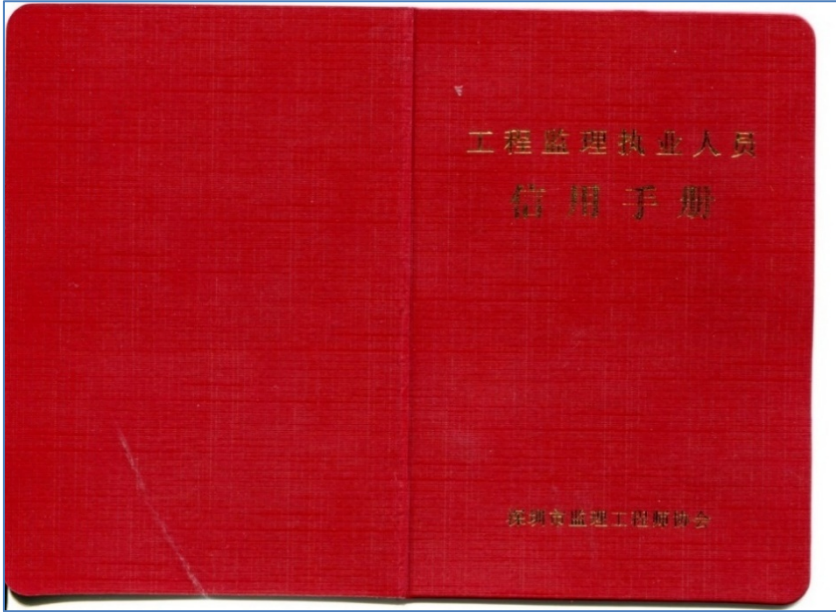 工程监理执业人员
信用手册
深圳市监理工程师协会